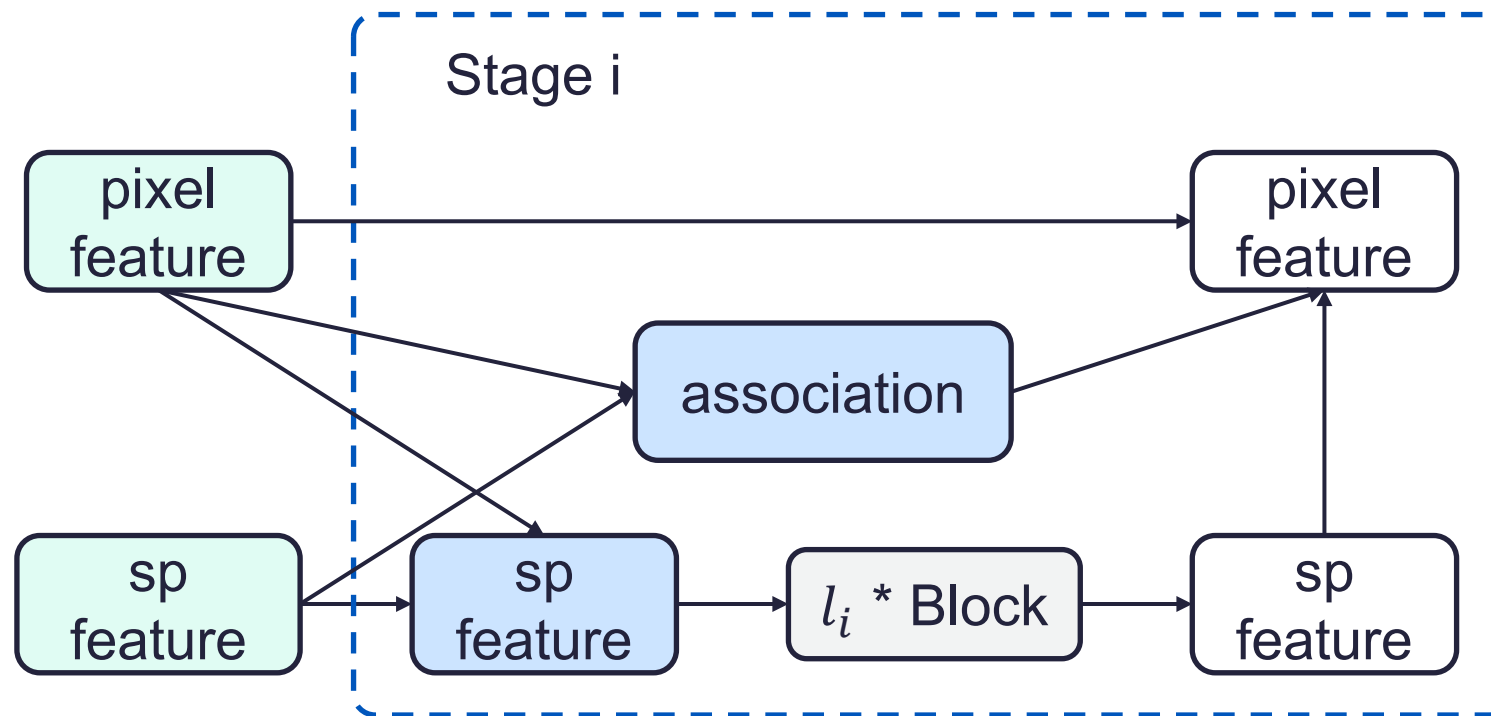 Stage i
pixel
feature
pixel
feature
association
sp
feature
sp
feature
l_i * Block
sp
feature